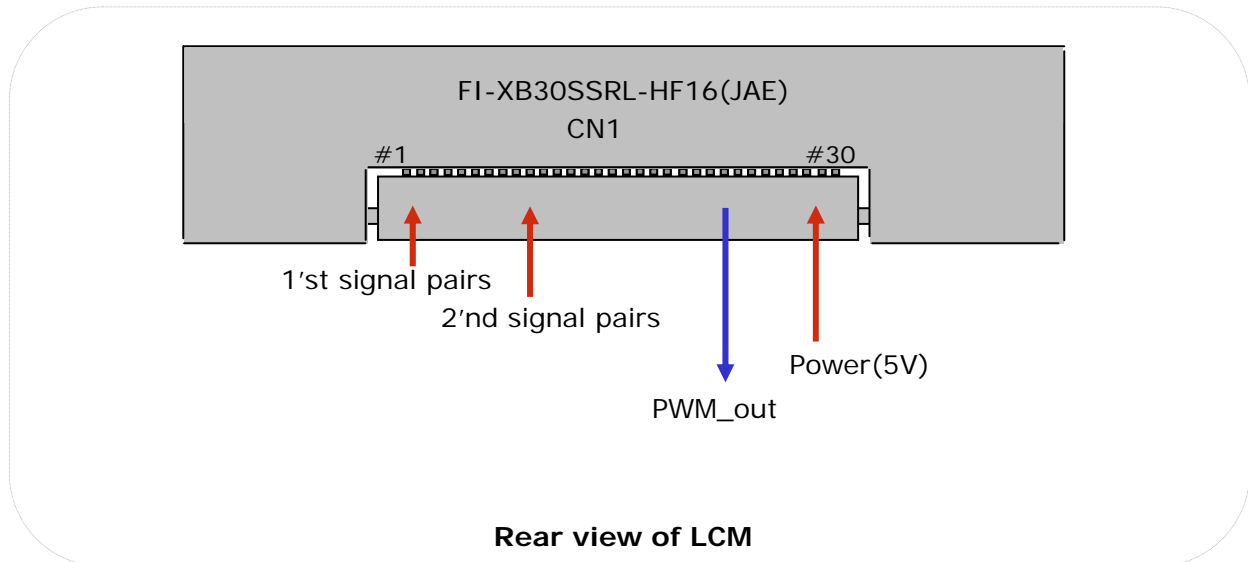 FI-XB30SSRL-HF16(JAE)
CN1
#1
#30
1'st signal pairs
2'nd signal pairs
Power(5V)
PWM_out
Rear view of LCM